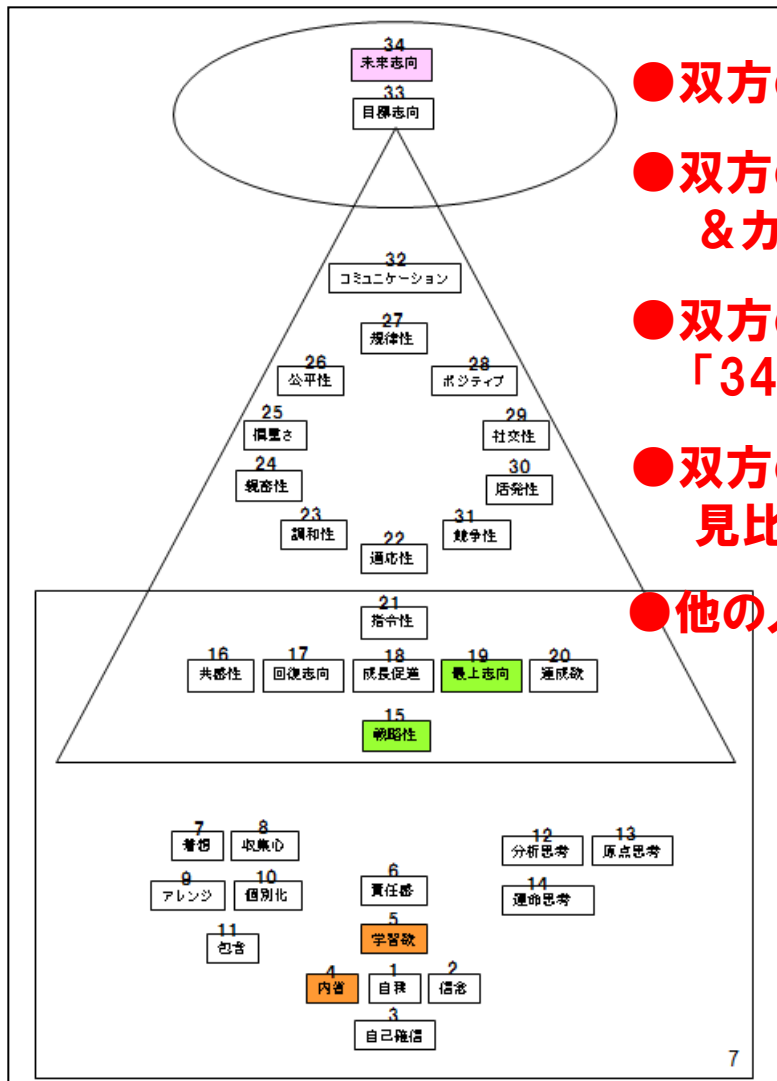 34
未来志向
33
目標志向
32
コミュニケーション
27
規律性
26
公平性
28
ポジティブ
25
慎重さ
29
社交性
24
親密性
30
活発性
23
調和性
22
適応性
31
競争性
21
指令性
16
共感性
17
回復志向
18
成長促進
19
最上志向
20
達成欲
15
戦略性
7
着想
8
収集心
9
アレンジ
10
個別化
11
包含
12
分析思考
13
原点思考
14
運命思考
6
責任感
5
学習欲
4
内省
1
自我
2
信念
3
自己確信
7
●双方の
●双方の
&カ
●双方の
「34
●双方の
見比
●他の人